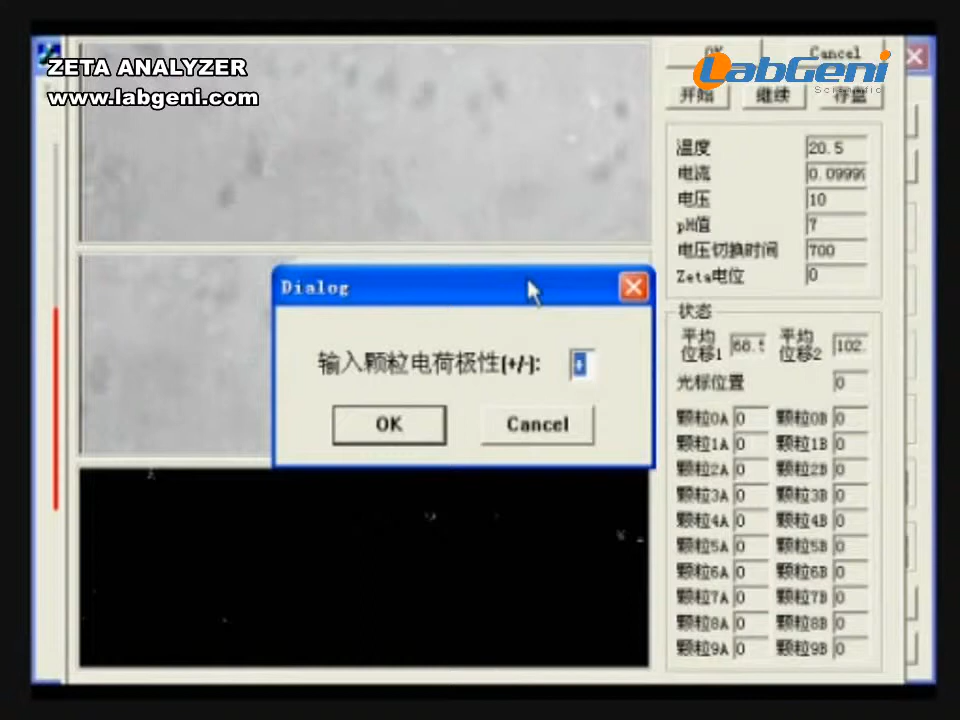 ZETA ANALYZER
www.labgeni.com
OK Cancel
LabGeni
Scientific
开始 继续 存盘
温度 20.5
电流 0.09999
电压 10
pH值 7
电压切换时间 700
Zeta电位 0
Dialog
输入颗粒电荷极性(+/-): +
OK Cancel
状态
平均位移1 68.5 平均位移2 102.
光标位置 0
颗粒0A 0 颗粒0B 0
颗粒1A 0 颗粒1B 0
颗粒2A 0 颗粒2B 0
颗粒3A 0 颗粒3B 0
颗粒4A 0 颗粒4B 0
颗粒5A 0 颗粒5B 0
颗粒6A 0 颗粒6B 0
颗粒7A 0 颗粒7B 0
颗粒8A 0 颗粒8B 0
颗粒9A 0 颗粒9B 0